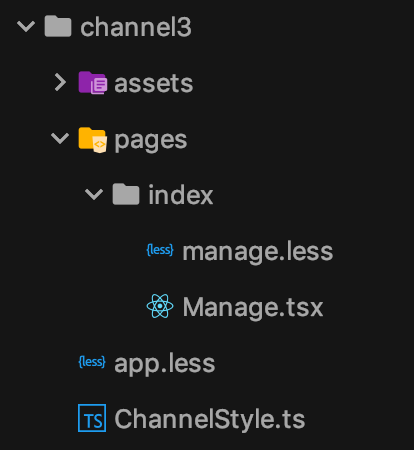 channel3
assets
pages
index
{less} manage.less
Manage.tsx
{less} app.less
TS ChannelStyle.ts